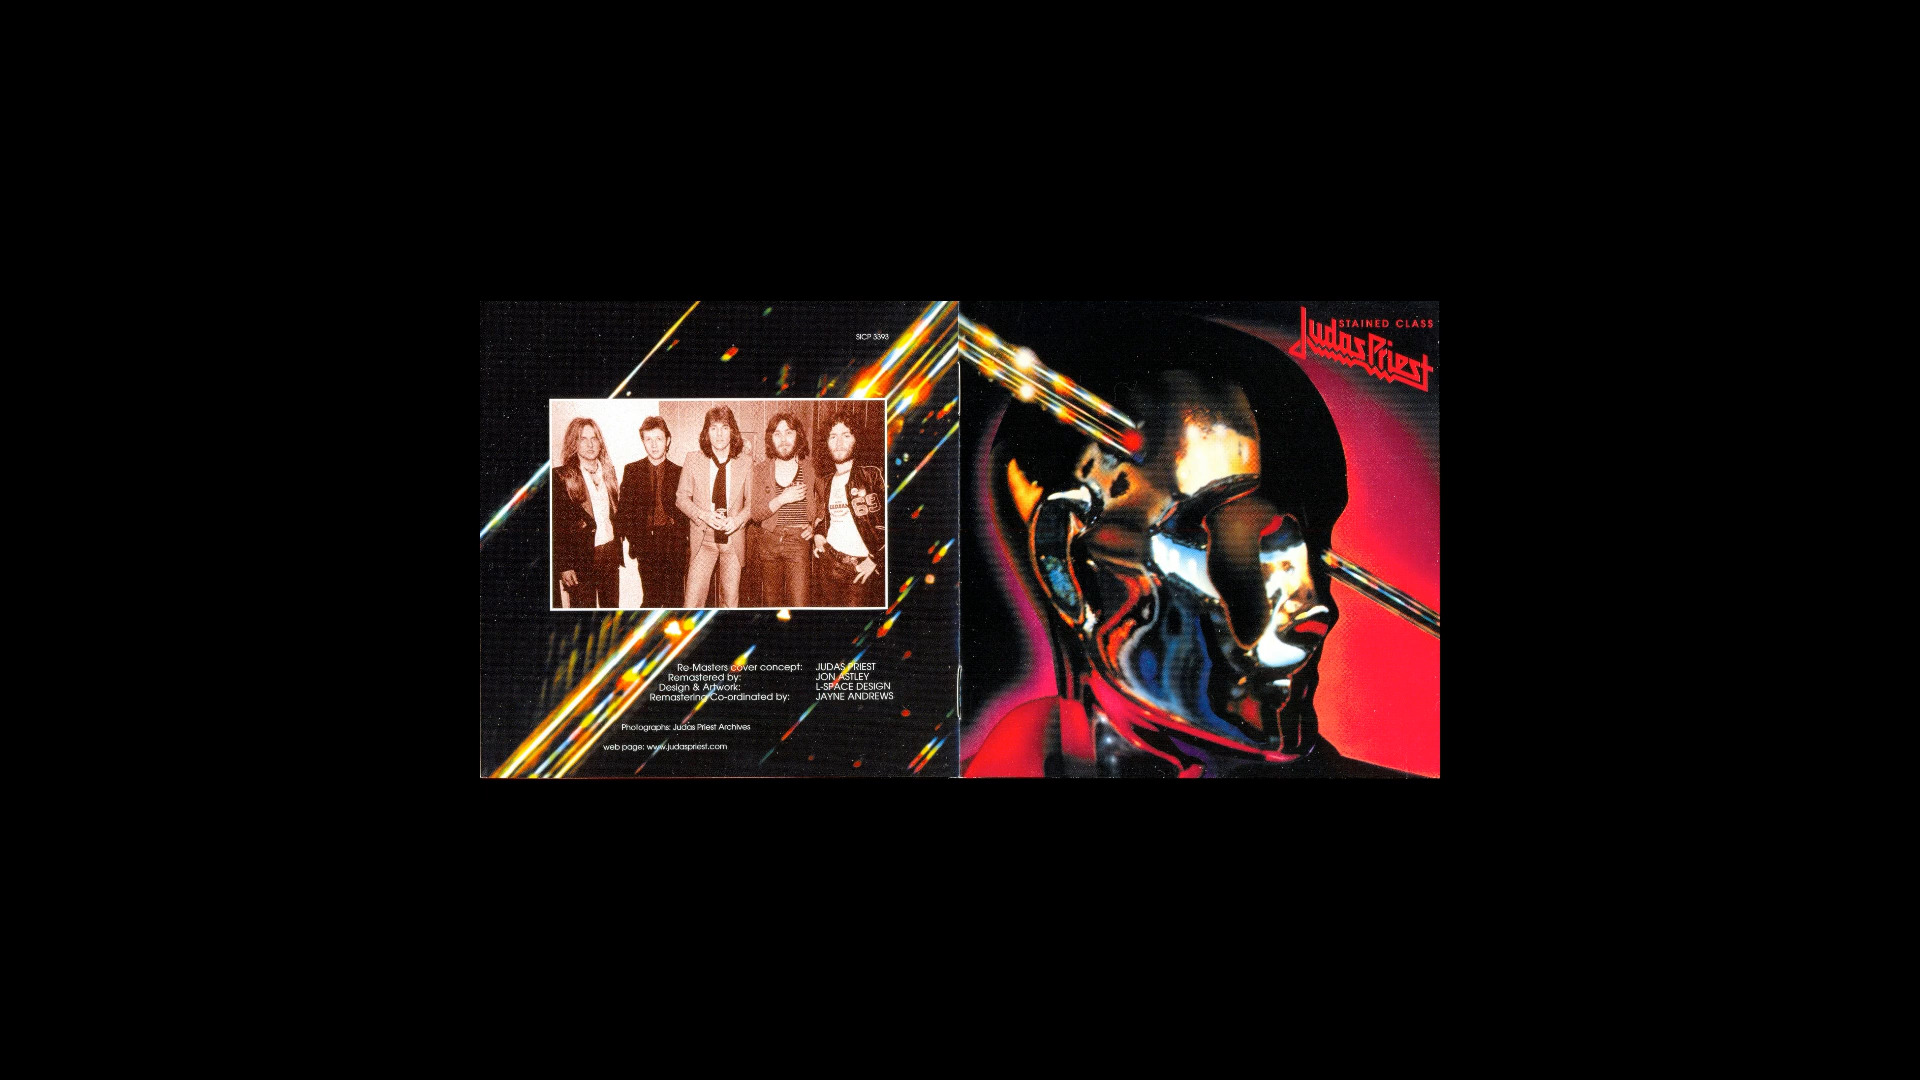 SICP 3393
Re-Masters cover concept: JUDAS PRIEST
Remastered by: JON ASTLEY
Design & Artwork: L-SPACE DESIGN
Remastering Co-ordinated by: JAYNE ANDREWS
Photographs: Judas Priest Archives
web page: www.judaspriest.com
STAINED CLASS
Judas Priest